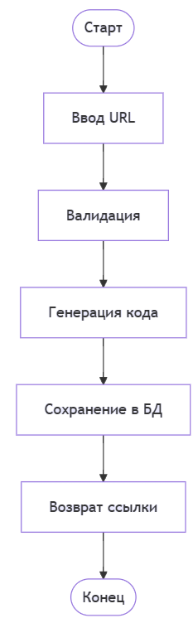 Старт
Ввод URL
Валидация
Генерация кода
Сохранение в БД
Возврат ссылки
Конец